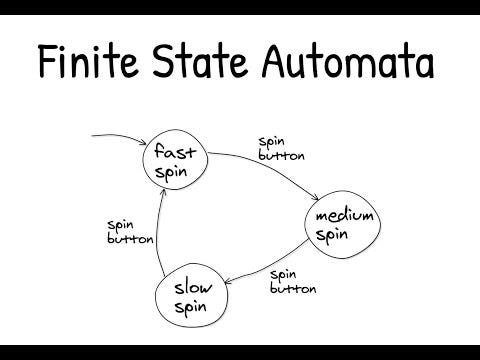 Finite State Automata
fast
spin
spin
button
medium
spin
spin
button
slow
spin
spin
button